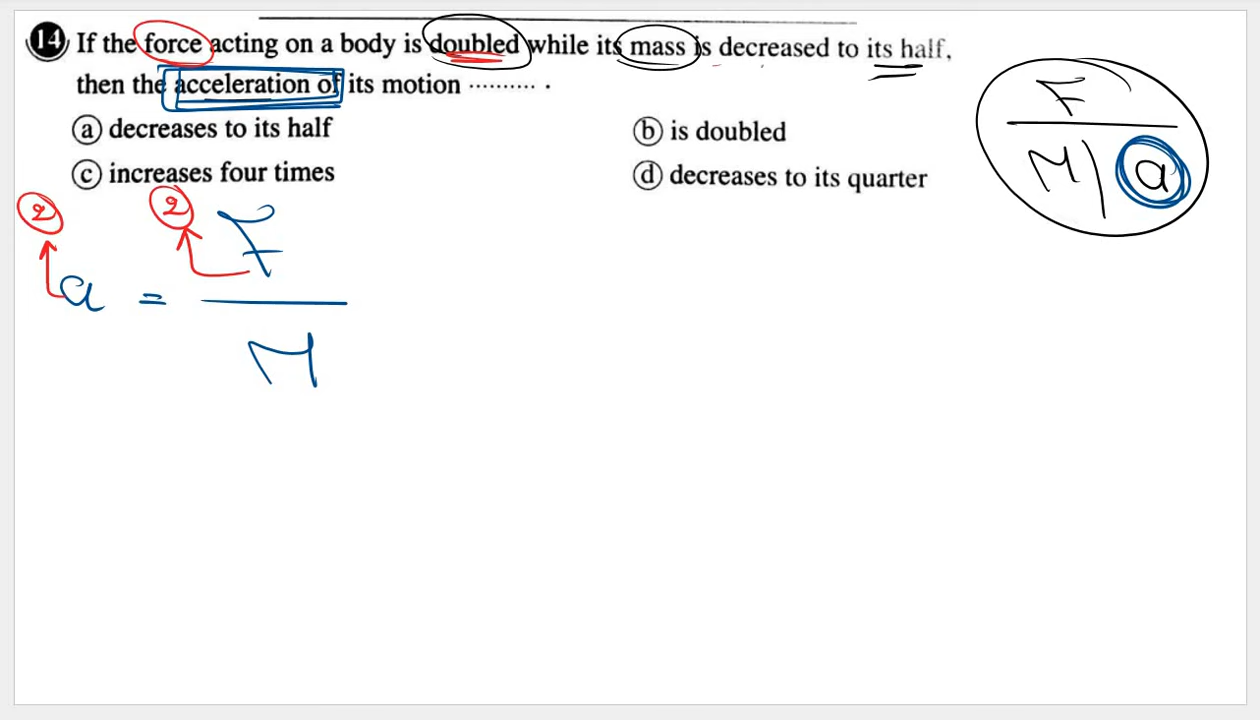 14 If the force acting on a body is doubled while its mass is decreased to its half,
then the acceleration of its motion .......... .
a decreases to its half
b is doubled
c increases four times
d decreases to its quarter
F
M | a
2 2
a = F
M